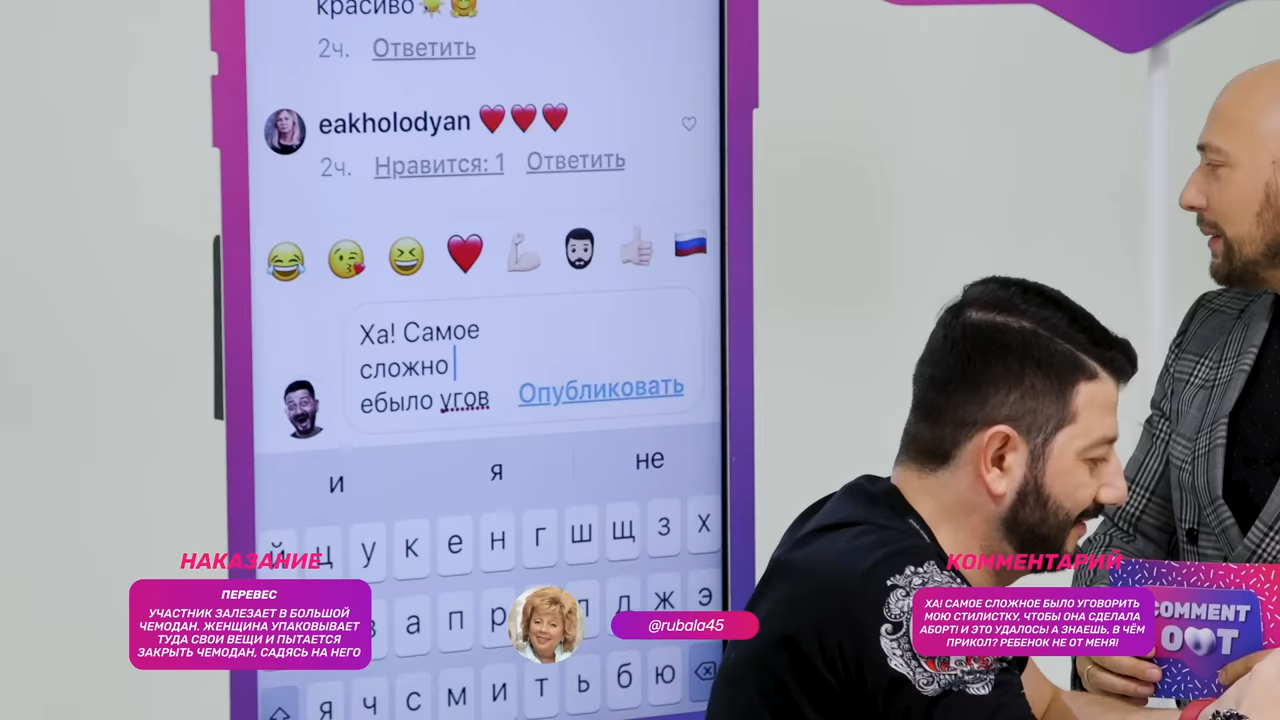 красиво☀️🤗
2ч. Ответить
eakholodyan ❤️❤️❤️
2ч. Нравится: 1 Ответить
Ха! Самое
сложно
ебыло угов
Опубликовать
и я не
й ц у к е н г ш щ з х
в а п р л д ж э
я ч с м и т ь б ю
НАКАЗАНИЕ
ПЕРЕВЕС
УЧАСТНИК ЗАЛЕЗАЕТ В БОЛЬШОЙ
ЧЕМОДАН. ЖЕНЩИНА УПАКОВЫВАЕТ
ТУДА СВОИ ВЕЩИ И ПЫТАЕТСЯ
ЗАКРЫТЬ ЧЕМОДАН, САДЯСЬ НА НЕГО
@rubala45
КОММЕНТАРИЙ
ХА! САМОЕ СЛОЖНОЕ БЫЛО УГОВОРИТЬ
МОЮ СТИЛИСТКУ, ЧТОБЫ ОНА СДЕЛАЛА
АБОРТ! И ЭТО УДАЛОСЬ! А ЗНАЕШЬ, В ЧЁМ
ПРИКОЛ? РЕБЕНОК НЕ ОТ МЕНЯ!
COMMENT
OUT